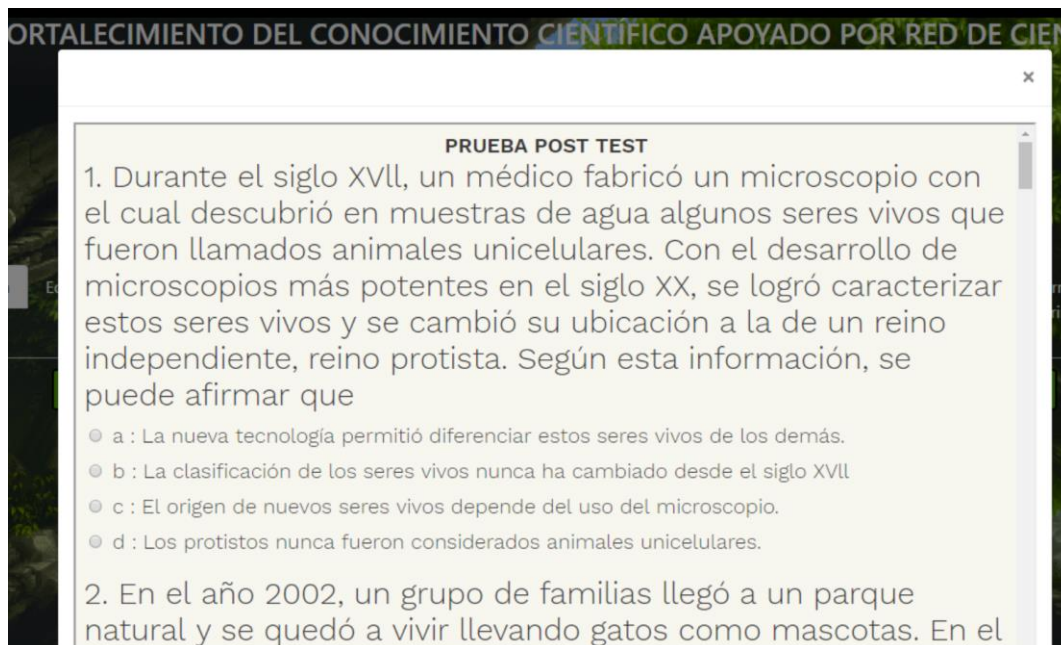 ORTALECIMIENTO DEL CONOCIMIENTO CIENTÍFICO APOYADO POR RED DE CIEN
×
PRUEBA POST TEST
1. Durante el siglo XVll, un médico fabricó un microscopio con
el cual descubrió en muestras de agua algunos seres vivos que
fueron llamados animales unicelulares. Con el desarrollo de
microscopios más potentes en el siglo XX, se logró caracterizar
estos seres vivos y se cambió su ubicación a la de un reino
independiente, reino protista. Según esta información, se
puede afirmar que
a : La nueva tecnología permitió diferenciar estos seres vivos de los demás.
b : La clasificación de los seres vivos nunca ha cambiado desde el siglo XVll
c : El origen de nuevos seres vivos depende del uso del microscopio.
d : Los protistos nunca fueron considerados animales unicelulares.
2. En el año 2002, un grupo de familias llegó a un parque
natural y se quedó a vivir llevando gatos como mascotas. En el